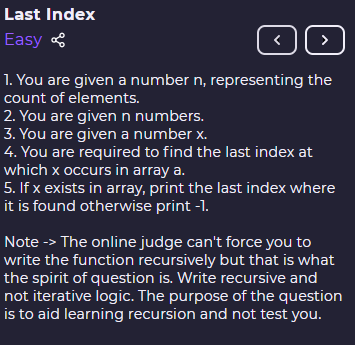 Last Index
Easy
1. You are given a number n, representing the
count of elements.
2. You are given n numbers.
3. You are given a number x.
4. You are required to find the last index at
which x occurs in array a.
5. If x exists in array, print the last index where
it is found otherwise print -1.
Note -> The online judge can't force you to
write the function recursively but that is what
the spirit of question is. Write recursive and
not iterative logic. The purpose of the question
is to aid learning recursion and not test you.